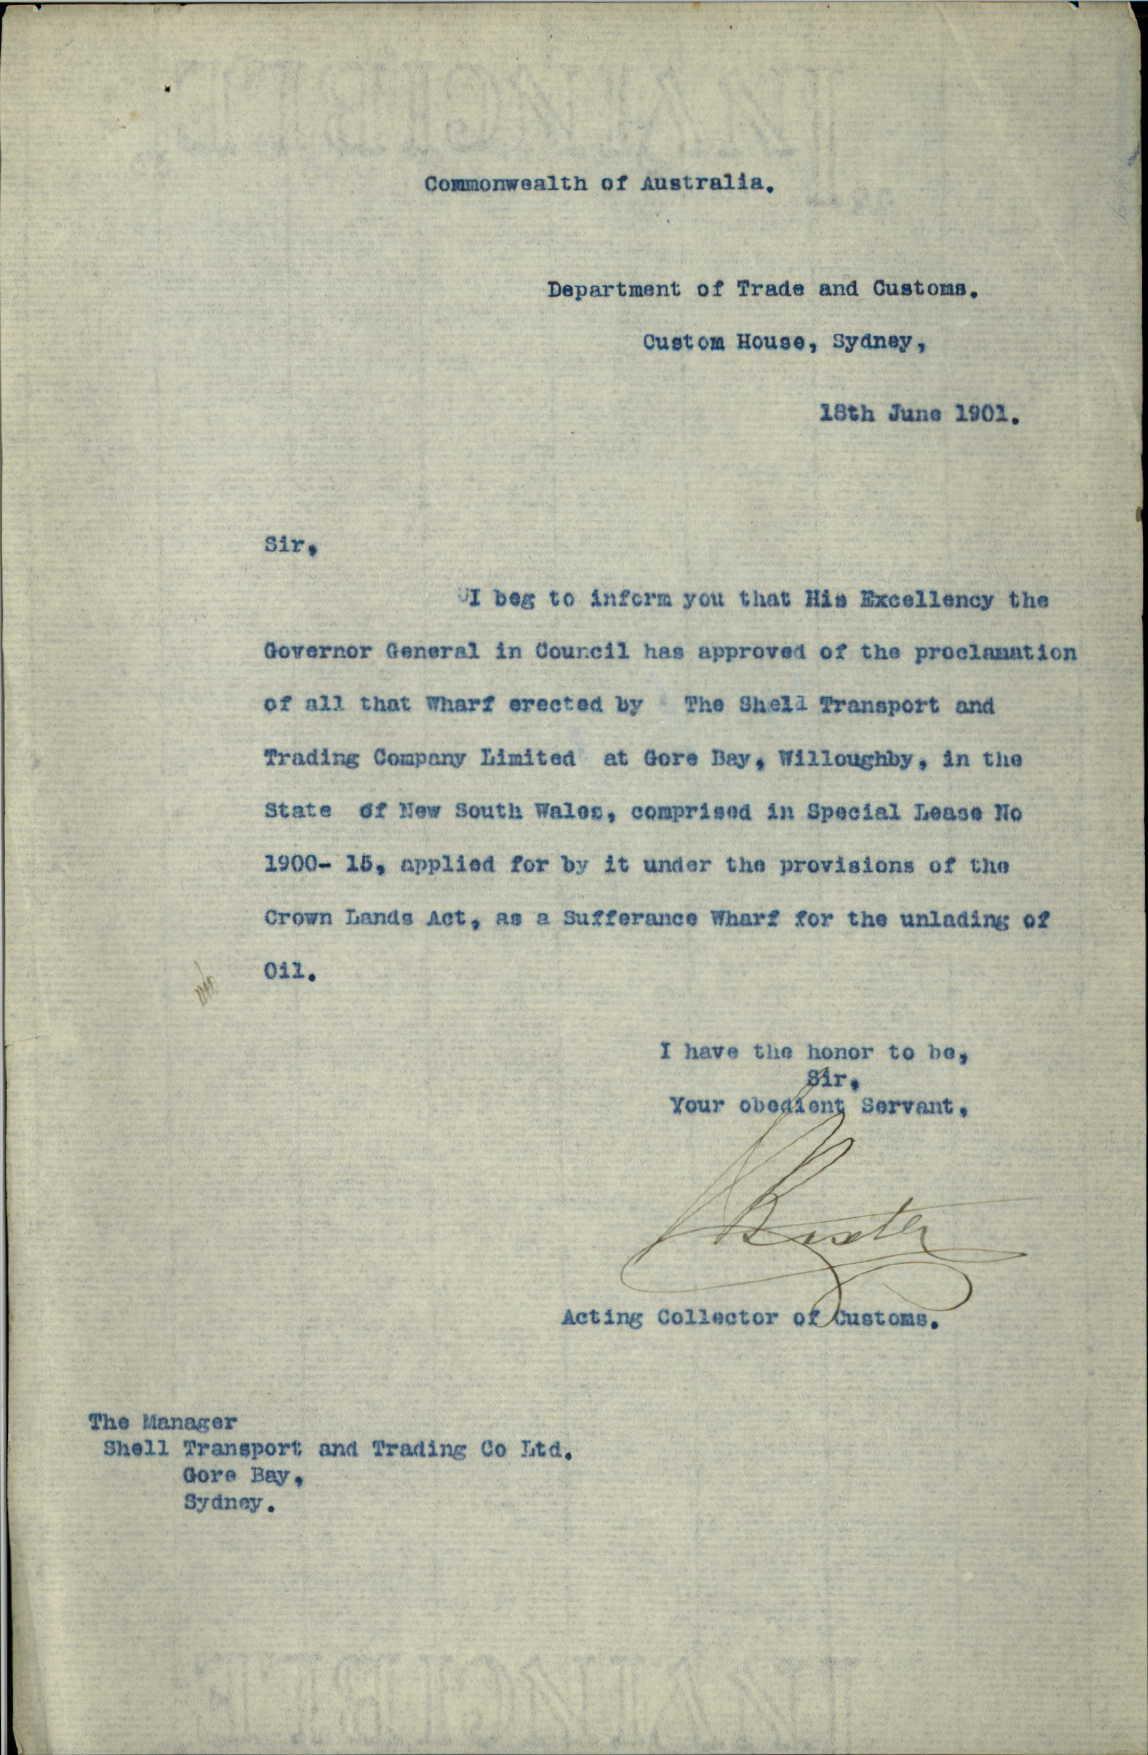 Commonwealth of Australia.
Department of Trade and Customs.
Custom House, Sydney,
18th June 1901.
Sir,
I beg to inform you that His Excellency the
Governor General in Council has approved of the proclamation
of all that Wharf erected by The Shell Transport and
Trading Company Limited at Gore Bay, Willoughby, in the
State of New South Wales, comprised in Special Lease No
1900- 15, applied for by it under the provisions of the
Crown Lands Act, as a Sufferance Wharf for the unlading of
Oil.
I have the honor to be,
Sir,
Your obedient Servant,
Baxter
Acting Collector of Customs.
The Manager
Shell Transport and Trading Co Ltd.
Gore Bay,
Sydney.